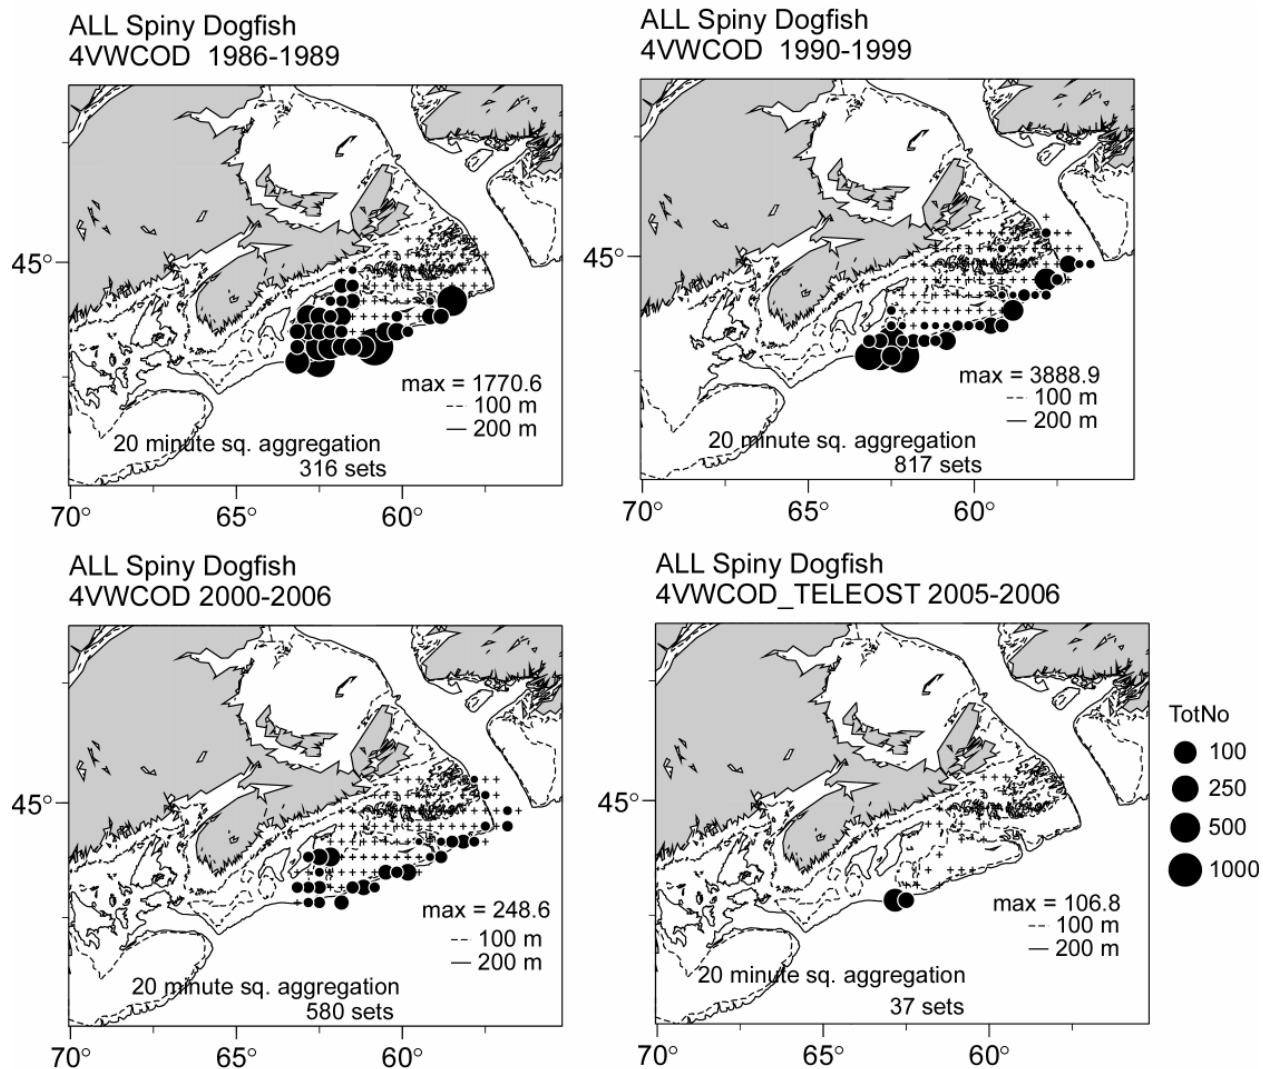 ALL Spiny Dogfish
4VWCOD  1986-1989
45°
max = 1770.6
100 m
200 m
20 minute sq. aggregation
316 sets
70°
65°
60°
ALL Spiny Dogfish
4VWCOD  1990-1999
45°
max = 3888.9
100 m
200 m
20 minute sq. aggregation
817 sets
70°
65°
60°
ALL Spiny Dogfish
4VWCOD 2000-2006
45°
max = 248.6
100 m
200 m
20 minute sq. aggregation
580 sets
70°
65°
60°
ALL Spiny Dogfish
4VWCOD_TELEOST 2005-2006
45°
max = 106.8
100 m
200 m
20 minute sq. aggregation
37 sets
70°
65°
60°
TotNo
100
250
500
1000